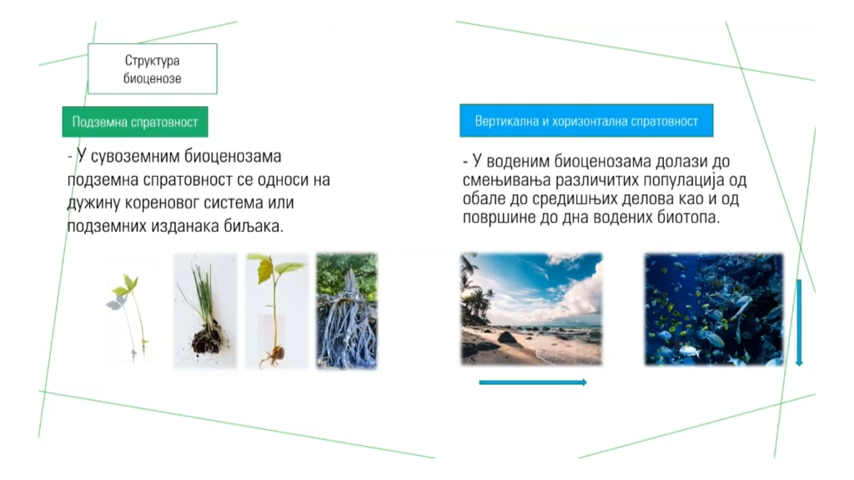 Структура
биоценозе
Подземна спратовност
- У сувоземним биоценозама
подземна спратовност се односи на
дужину кореновог система или
подземних изданака биљака.
Вертикална и хоризонтална спратовност
- У воденим биоценозама долази до
смењивања различитих популација од
обале до средишњих делова као и од
површине до дна водених биотопа.